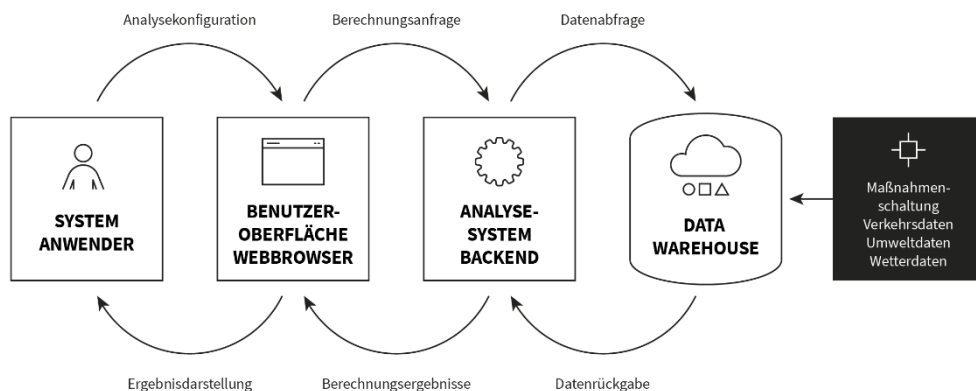 Analysekonfiguration
Berechnungsanfrage
Datenabfrage
SYSTEM
ANWENDER
BENUTZER-
OBERFLÄCHE
WEBBROWSER
ANALYSE-
SYSTEM
BACKEND
DATA
WAREHOUSE
Maßnahmen-
schaltung
Verkehrsdaten
Umweltdaten
Wetterdaten
Ergebnisdarstellung
Berechnungsergebnisse
Datenrückgabe